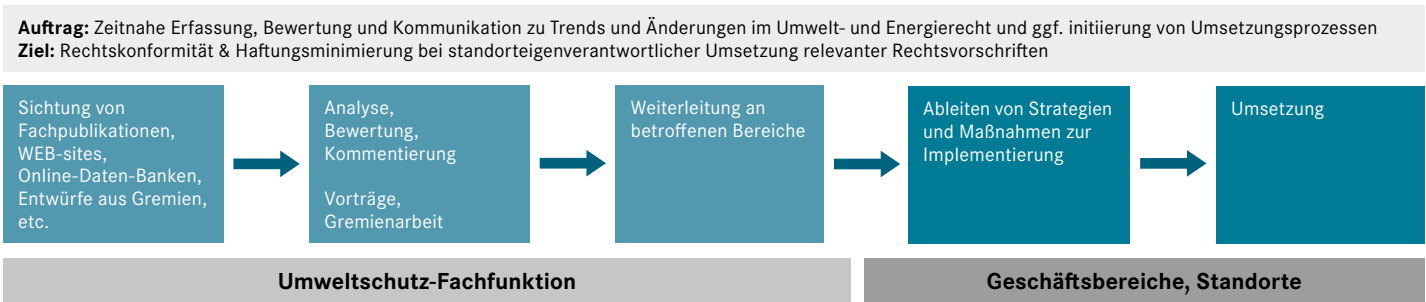 Auftrag: Zeitnahe Erfassung, Bewertung und Kommunikation zu Trends und Änderungen im Umwelt- und Energierecht und ggf. initiierung von Umsetzungsprozessen
Ziel: Rechtskonformität & Haftungsminimierung bei standorteigenverantwortlicher Umsetzung relevanter Rechtsvorschriften
Sichtung von
Fachpublikationen,
WEB-sites,
Online-Daten-Banken,
Entwürfe aus Gremien,
etc.
Analyse,
Bewertung,
Kommentierung
Vorträge,
Gremienarbeit
Weiterleitung an
betroffenen Bereiche
Ableiten von Strategien
und Maßnahmen zur
Implementierung
Umsetzung
Umweltschutz-Fachfunktion
Geschäftsbereiche, Standorte